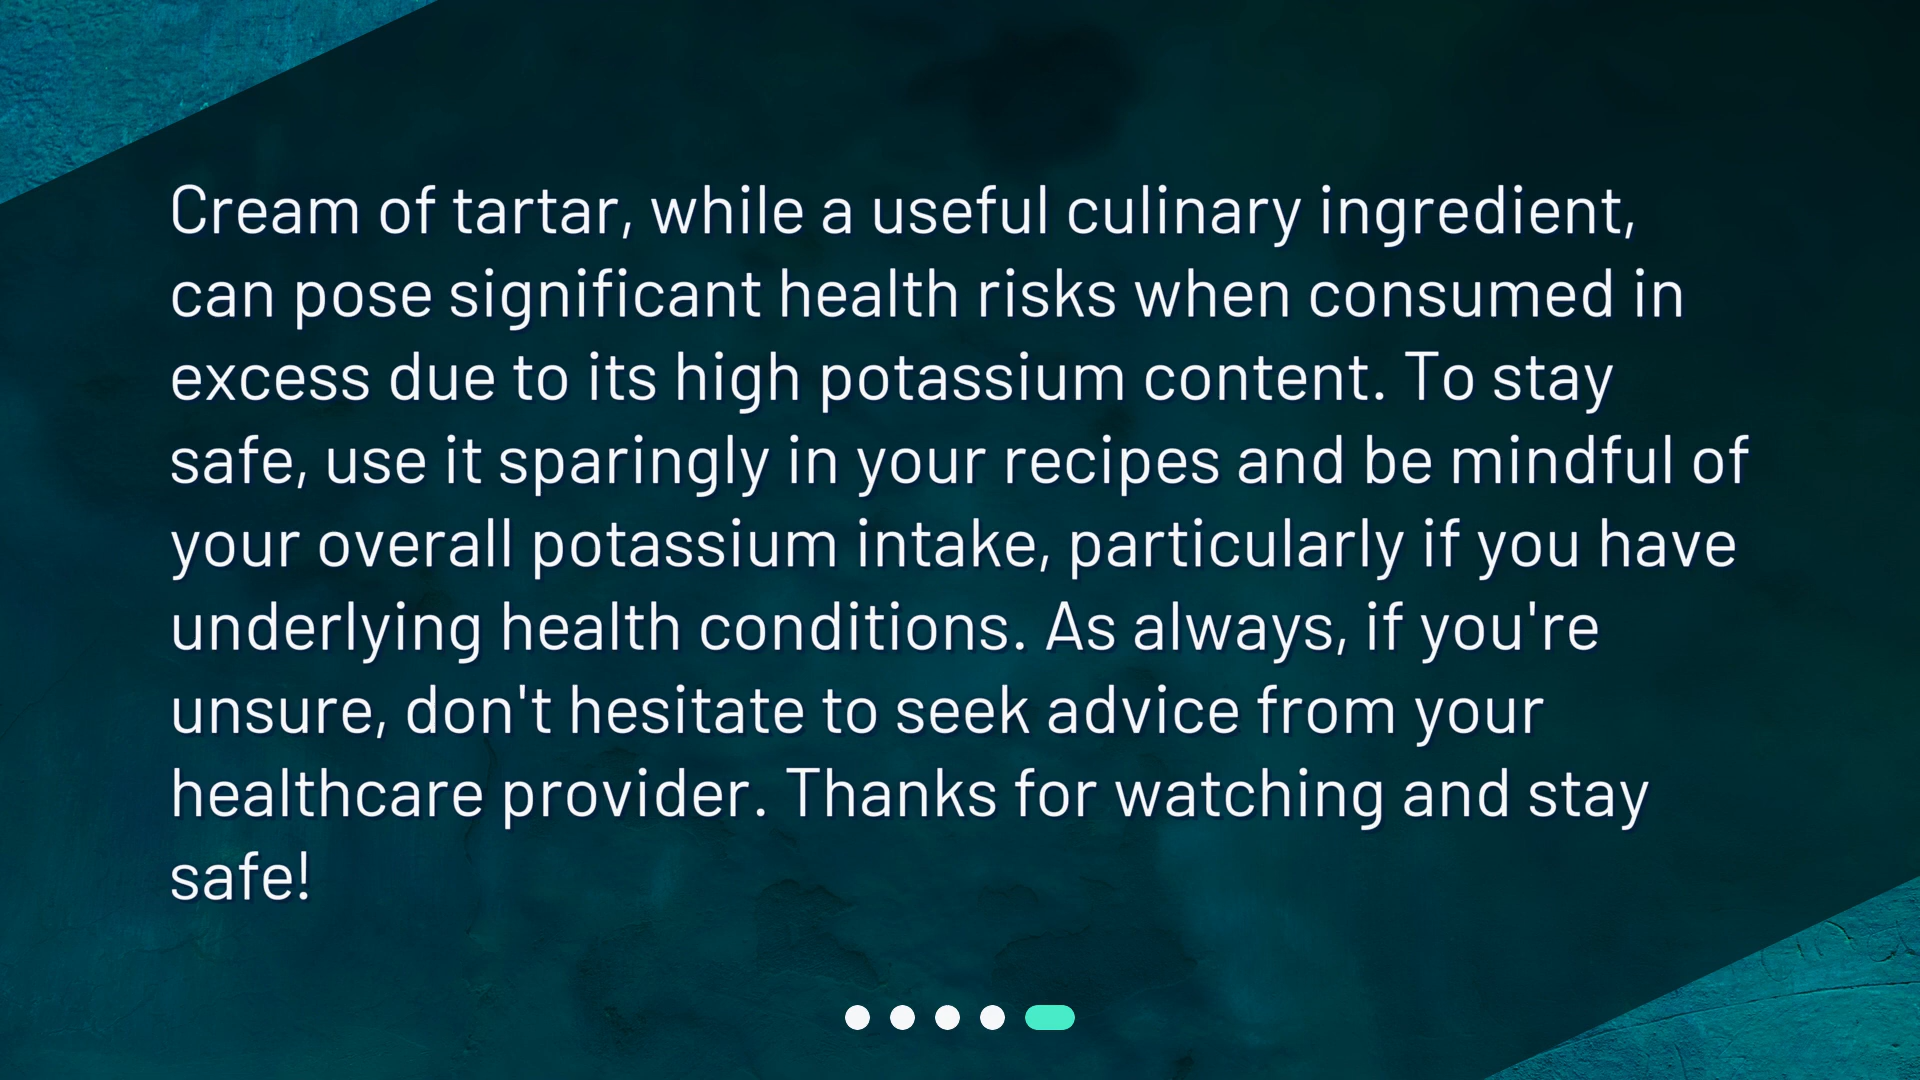 Cream of tartar, while a useful culinary ingredient,
can pose significant health risks when consumed in
excess due to its high potassium content. To stay
safe, use it sparingly in your recipes and be mindful of
your overall potassium intake, particularly if you have
underlying health conditions. As always, if you're
unsure, don't hesitate to seek advice from your
healthcare provider. Thanks for watching and stay
safe!